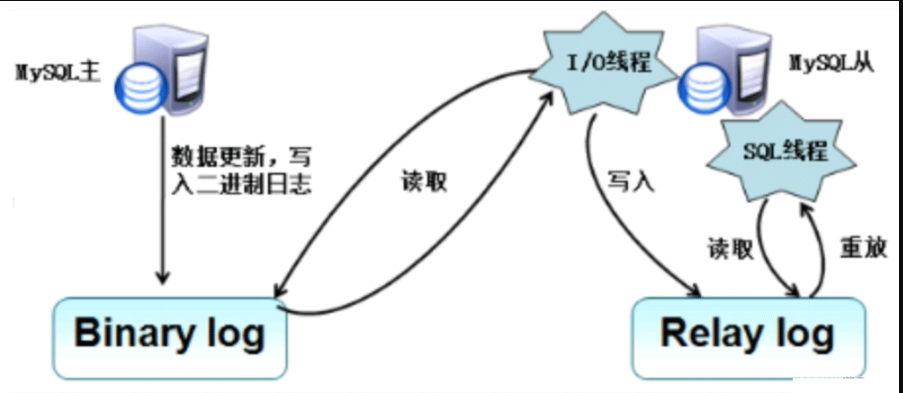 MySQL主
I/O线程
MySQL从
数据更新，写
入二进制日志
读取
写入
SQL线程
读取
重放
Binary log
Relay log